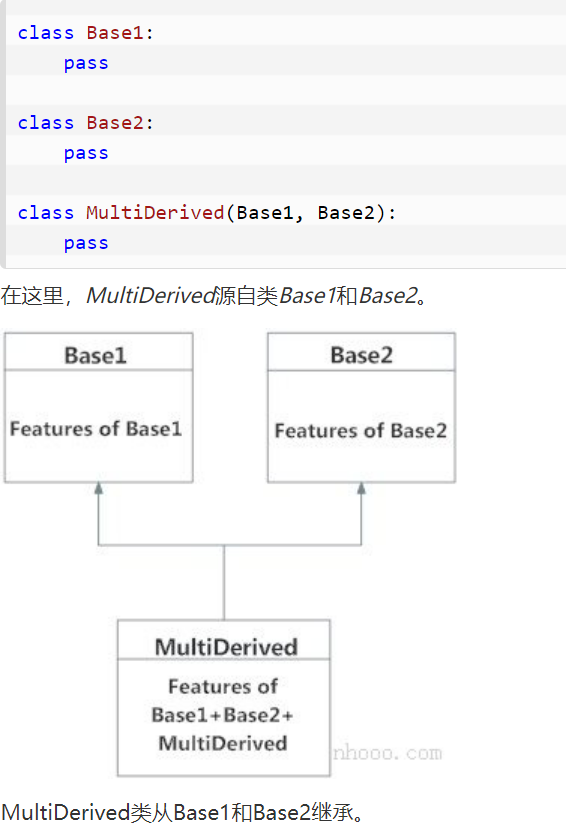 class Base1:
    pass
class Base2:
    pass
class MultiDerived(Base1, Base2):
    pass
在这里，MultiDerived源自类Base1和Base2。
Base1
Base2
Features of Base1
Features of Base2
MultiDerived
Features of
Base1+Base2+
MultiDerived
nhooo.com
MultiDerived类从Base1和Base2继承。